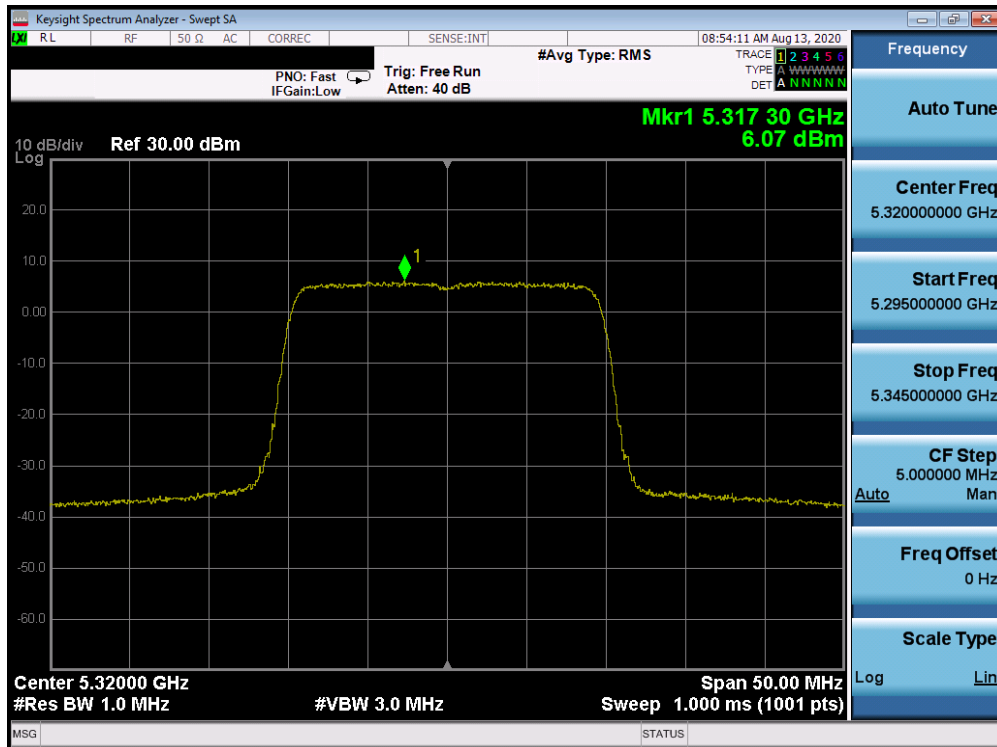 Keysight Spectrum Analyzer - Swept SA
LXI RL RF 50 Ω AC CORREC SENSE:INT 08:54:11 AM Aug 13, 2020
#Avg Type: RMS TRACE 1 2 3 4 5 6
PNO: Fast Trig: Free Run TYPE A WWWWW
IFGain:Low Atten: 40 dB DET A N N N N N
Mkr1 5.317 30 GHz
6.07 dBm
10 dB/div Ref 30.00 dBm
Log
20.0
10.0
0.00
-10.0
-20.0
-30.0
-40.0
-50.0
-60.0
1
Center 5.32000 GHz Span 50.00 MHz
#Res BW 1.0 MHz #VBW 3.0 MHz Sweep 1.000 ms (1001 pts)
MSG STATUS
Frequency
Auto Tune
Center Freq
5.320000000 GHz
Start Freq
5.295000000 GHz
Stop Freq
5.345000000 GHz
CF Step
5.000000 MHz
Auto Man
Freq Offset
0 Hz
Scale Type
Log Lin